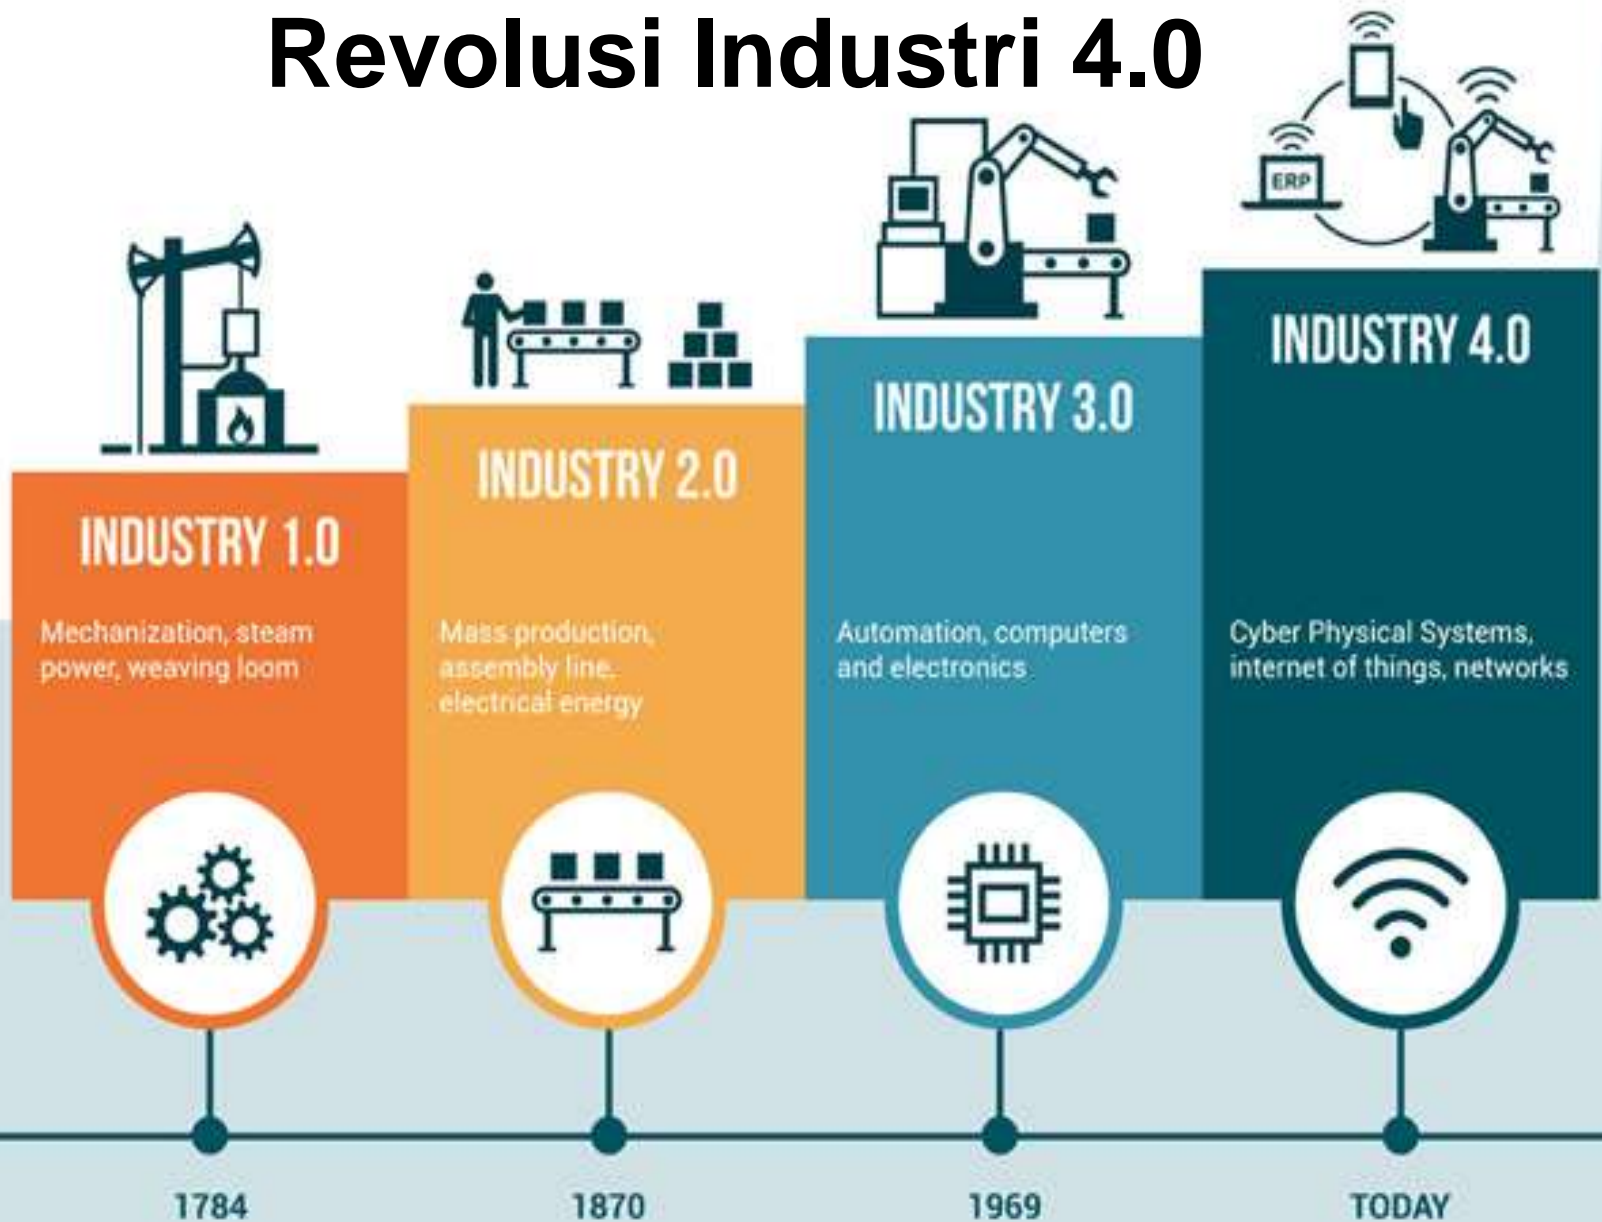 Revolusi Industri 4.0
ERP
INDUSTRY 1.0
Mechanization, steam
power, weaving loom
1784
INDUSTRY 2.0
Mass production,
assembly line,
electrical energy
1870
INDUSTRY 3.0
Automation, computers
and electronics
1969
INDUSTRY 4.0
Cyber Physical Systems,
internet of things, networks
TODAY